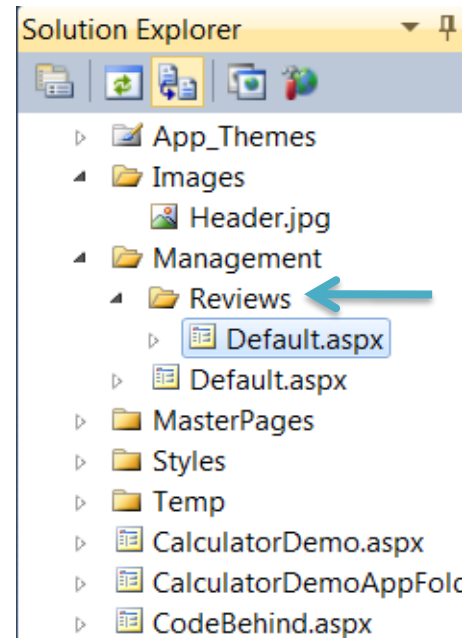 Solution Explorer
App_Themes
Images
Header.jpg
Management
Reviews
Default.aspx
Default.aspx
MasterPages
Styles
Temp
CalculatorDemo.aspx
CalculatorDemoAppFold
CodeBehind.aspx